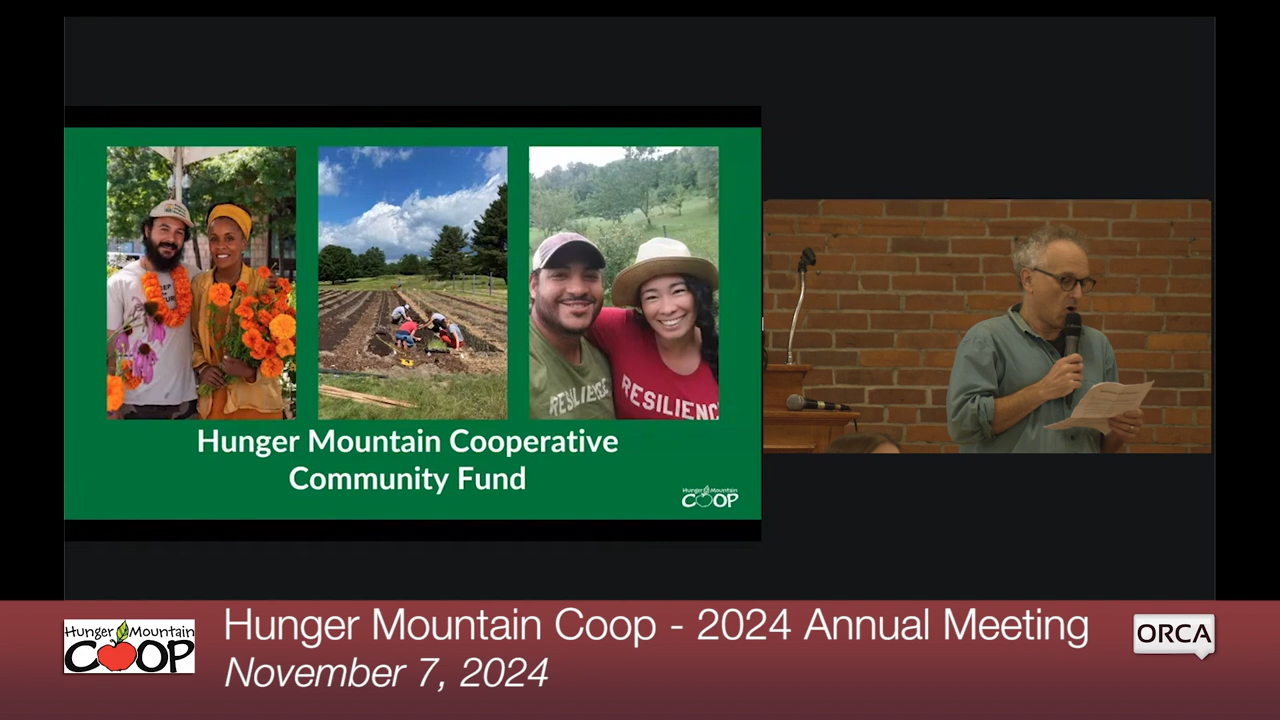 RESILIENCE
RESILIENC
Hunger Mountain Cooperative
Community Fund
Hunger Mountain
COOP
Hunger Mountain
COOP
Hunger Mountain Coop - 2024 Annual Meeting
November 7, 2024
ORCA